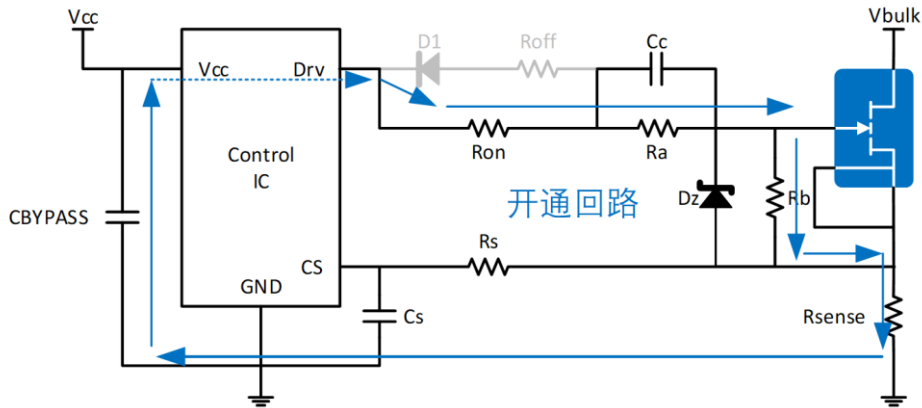 Vcc
Vbulk
D1
Roff
Cc
Vcc
Drv
Ron
Ra
Control
IC
CBYPASS
开通回路
Dz
Rb
Rs
CS
GND
Cs
Rsense